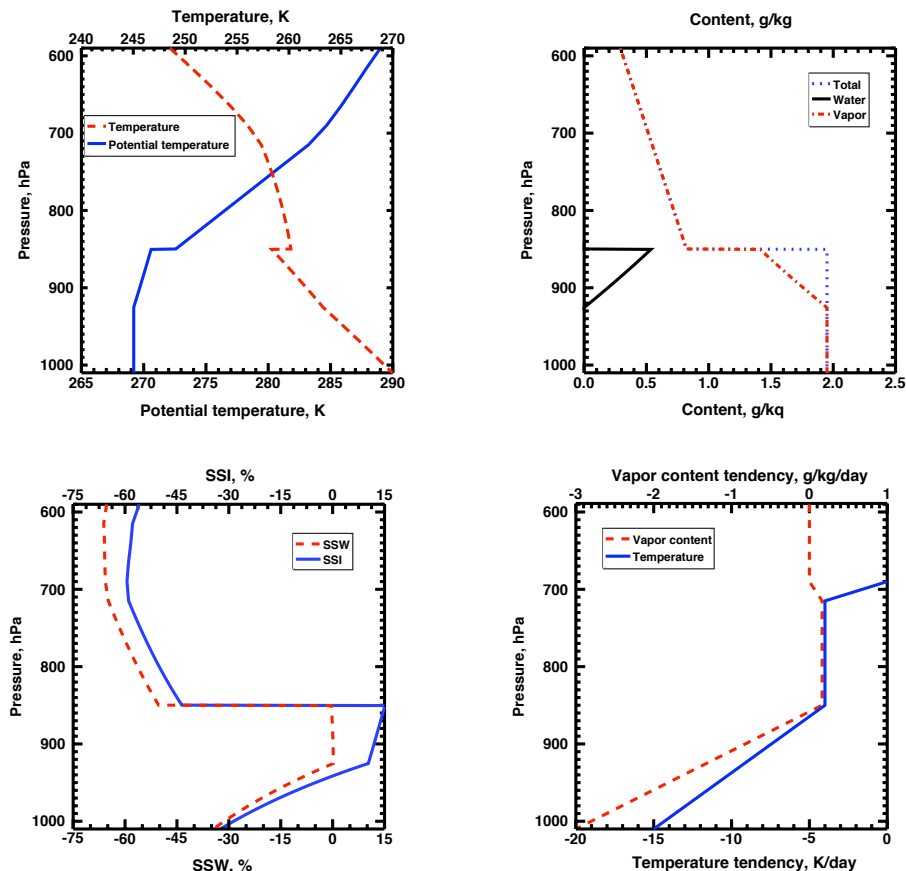 Temperature, K
240 245 250 255 260 265 270
600
700
800
900
1000
Pressure, hPa
Temperature
Potential temperature
265 270 275 280 285 290
Potential temperature, K
Content, g/kg
600
700
800
900
1000
Pressure, hPa
Total
Water
Vapor
0.0 0.5 1.0 1.5 2.0 2.5
Content, g/kq
SSI, %
-75 -60 -45 -30 -15 0 15
600
700
800
900
1000
Pressure, hPa
SSW
SSI
-75 -60 -45 -30 -15 0 15
SSW, %
Vapor content tendency, g/kg/day
-3 -2 -1 0 1
600
700
800
900
1000
Pressure, hPa
Vapor content
Temperature
-20 -15 -10 -5 0
Temperature tendency, K/day